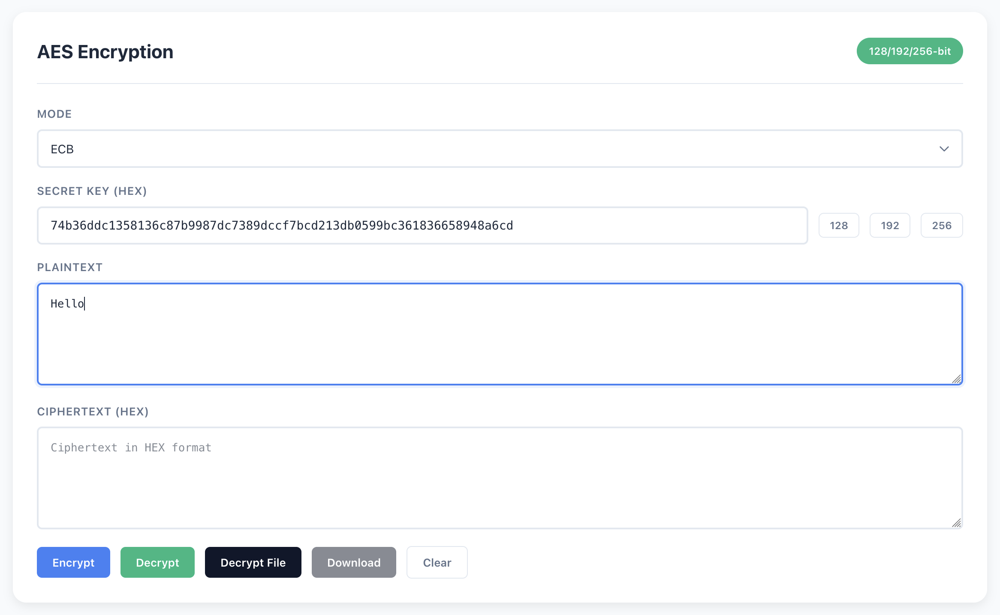 AES Encryption
128/192/256-bit
MODE
ECB
SECRET KEY (HEX)
74b36ddc1358136c87b9987dc7389dccf7bcd213db0599bc361836658948a6cd
128
192
256
PLAINTEXT
Hello
CIPHERTEXT (HEX)
Ciphertext in HEX format
Encrypt
Decrypt
Decrypt File
Download
Clear